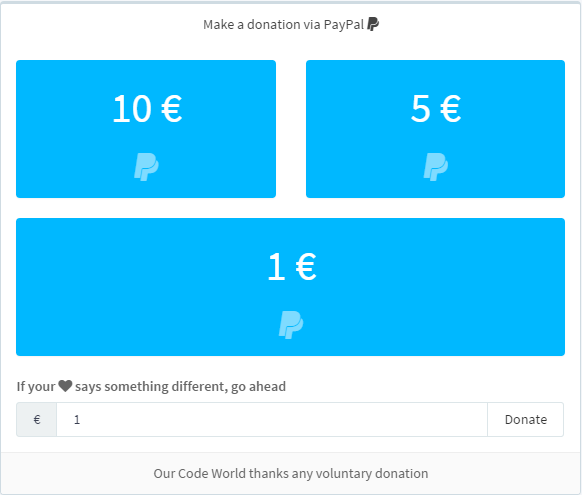 Make a donation via PayPal
10 €
5 €
1 €
If your says something different, go ahead
€ 1 Donate
Our Code World thanks any voluntary donation